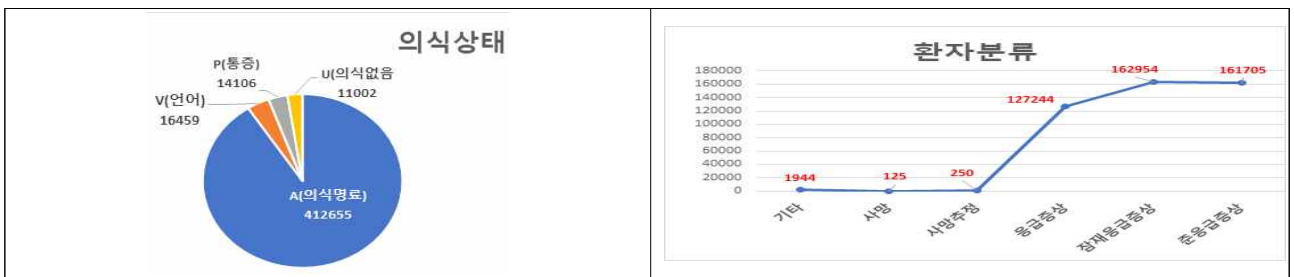 의식상태
P(통증)
14106
U(의식없음
11002
V(언어)
16459
A(의식명료)
412655
환자분류
180000
160000
140000
120000
100000
80000
60000
40000
20000
0
1944
125
250
127244
162954
161705
기타
사망
사망추정
응급증상
잠재응급증상
준응급증상